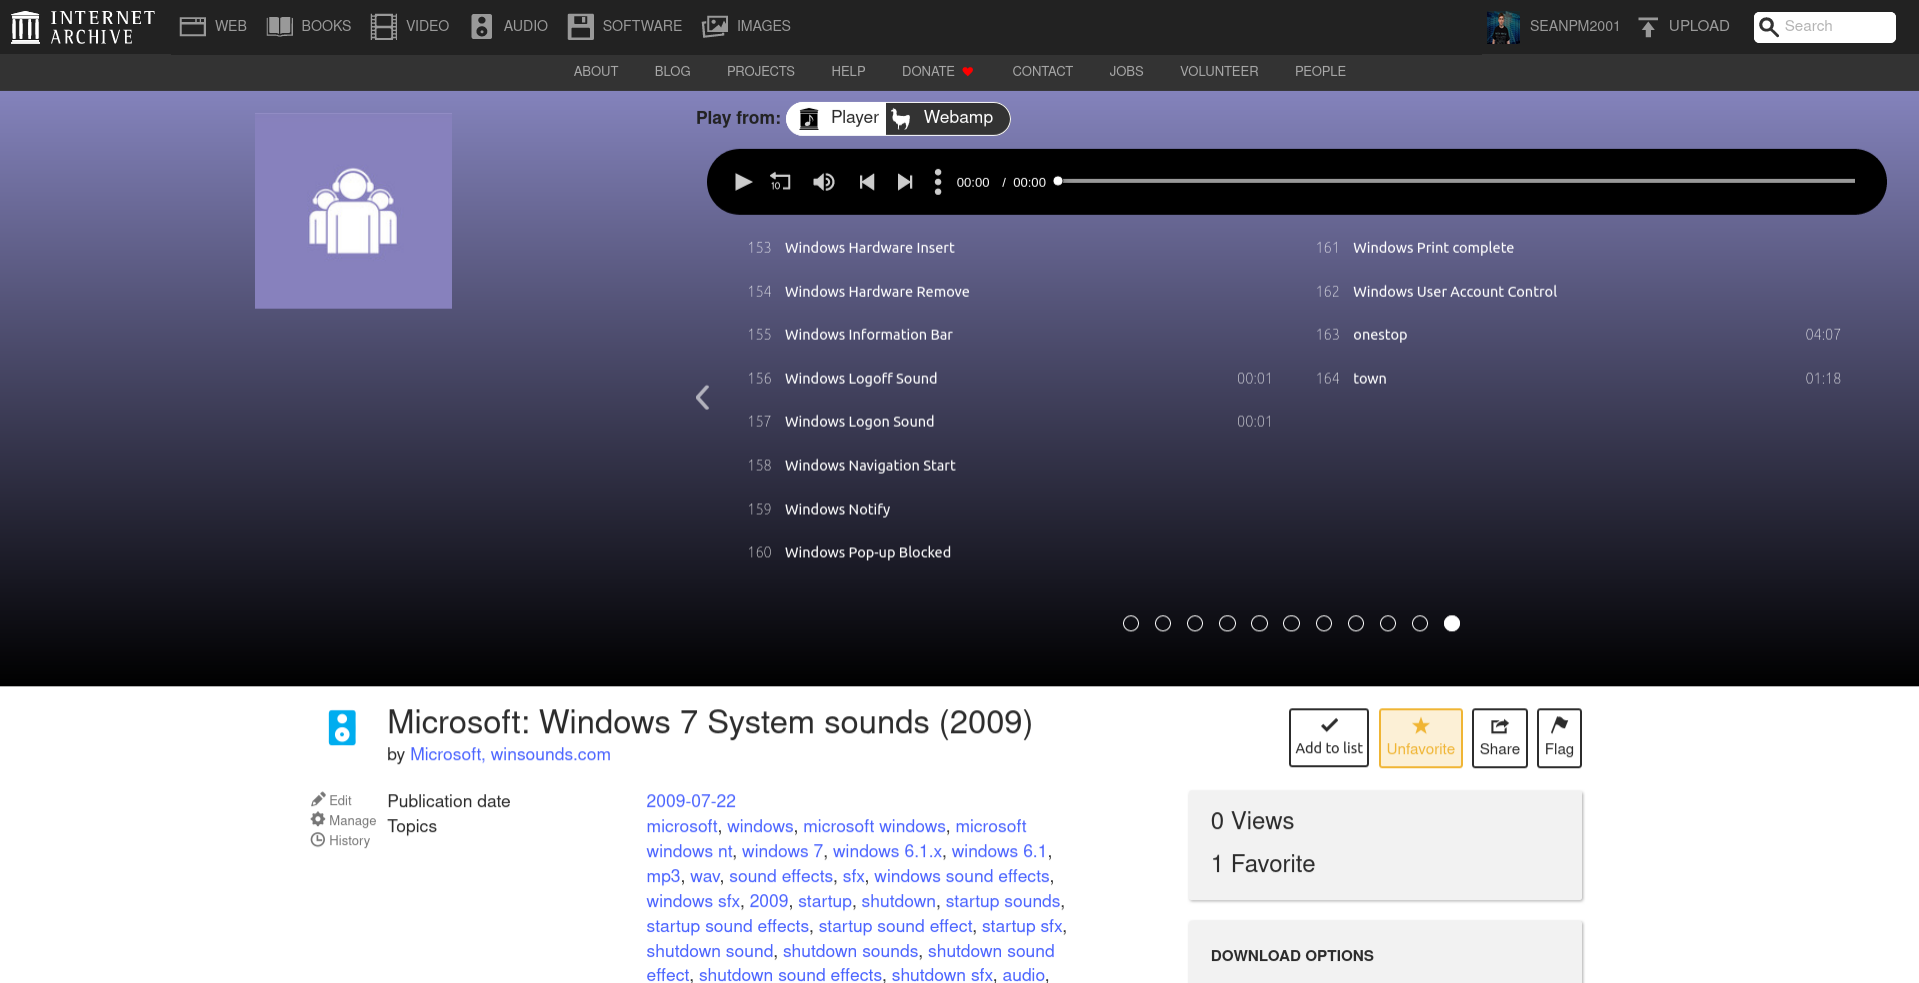 INTERNET ARCHIVE
WEB BOOKS VIDEO AUDIO SOFTWARE IMAGES SEANPM2001 UPLOAD Search
ABOUT BLOG PROJECTS HELP DONATE CONTACT JOBS VOLUNTEER PEOPLE
Play from: Player Webamp
10 00:00 / 00:00
153 Windows Hardware Insert
154 Windows Hardware Remove
155 Windows Information Bar
156 Windows Logoff Sound 00:01
157 Windows Logon Sound 00:01
158 Windows Navigation Start
159 Windows Notify
160 Windows Pop-up Blocked
161 Windows Print complete
162 Windows User Account Control
163 onestop 04:07
164 town 01:18
Microsoft: Windows 7 System sounds (2009)
by Microsoft, winsounds.com
Add to list Unfavorite Share Flag
Edit
Manage
History
Publication date 2009-07-22
Topics microsoft, windows, microsoft windows, microsoft
windows nt, windows 7, windows 6.1.x, windows 6.1,
mp3, wav, sound effects, sfx, windows sound effects,
windows sfx, 2009, startup, shutdown, startup sounds,
startup sound effects, startup sound effect, startup sfx,
shutdown sound, shutdown sounds, shutdown sound
effect, shutdown sound effects, shutdown sfx, audio,
0 Views
1 Favorite
DOWNLOAD OPTIONS